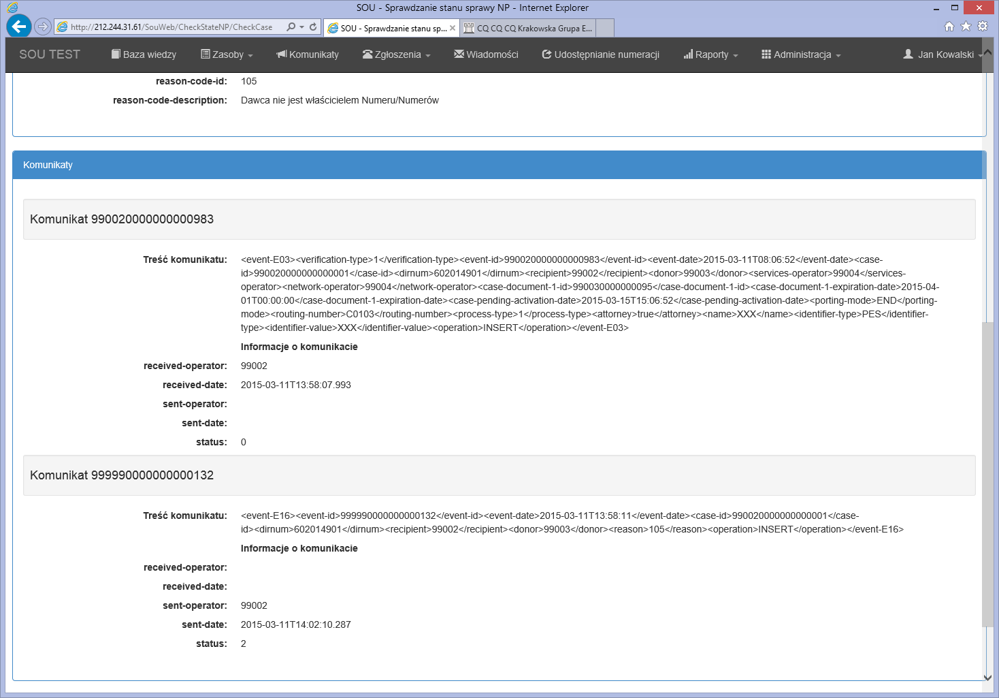 SOU - Sprawdzanie stanu sprawy NP - Internet Explorer
http://212.244.31.61/SouWeb/CheckStateNP/CheckCase
SOU - Sprawdzanie stanu sp...
CQ CQ CQ Krakowska Grupa E...
SOU TEST Baza wiedzy Zasoby Komunikaty Zgłoszenia Wiadomości Udostępnianie numeracji Raporty Administracja Jan Kowalski
reason-code-id: 105
reason-code-description: Dawca nie jest właścicielem Numeru/Numerów
Komunikaty
Komunikat 990020000000000983
Treść komunikatu: <event-E03><verification-type>1</verification-type><event-id>990020000000000983</event-id><event-date>2015-03-11T08:06:52</event-date><case-
id>990020000000000001</case-id><dirnum>602014901</dirnum><recipient>99002</recipient><donor>99003</donor><services-operator>99004</services-
operator><network-operator>99004</network-operator><case-document-1-id>990030000000095</case-document-1-id><case-document-1-expiration-date>2015-04-
01T00:00:00</case-document-1-expiration-date><case-pending-activation-date>2015-03-15T15:06:52</case-pending-activation-date><porting-mode>END</porting-
mode><routing-number>C0103</routing-number><process-type>1</process-type><attorney>true</attorney><name>XXX</name><identifier-type>PES</identifier-
type><identifier-value>XXX</identifier-value><operation>INSERT</operation></event-E03>
Informacje o komunikacie
received-operator: 99002
received-date: 2015-03-11T13:58:07.993
sent-operator:
sent-date:
status: 0
Komunikat 999990000000000132
Treść komunikatu: <event-E16><event-id>999990000000000132</event-id><event-date>2015-03-11T13:58:11</event-date><case-id>990020000000000001</case-
id><dirnum>602014901</dirnum><recipient>99002</recipient><donor>99003</donor><reason>105</reason><operation>INSERT</operation></event-E16>
Informacje o komunikacie
received-operator:
received-date:
sent-operator: 99002
sent-date: 2015-03-11T14:02:10.287
status: 2